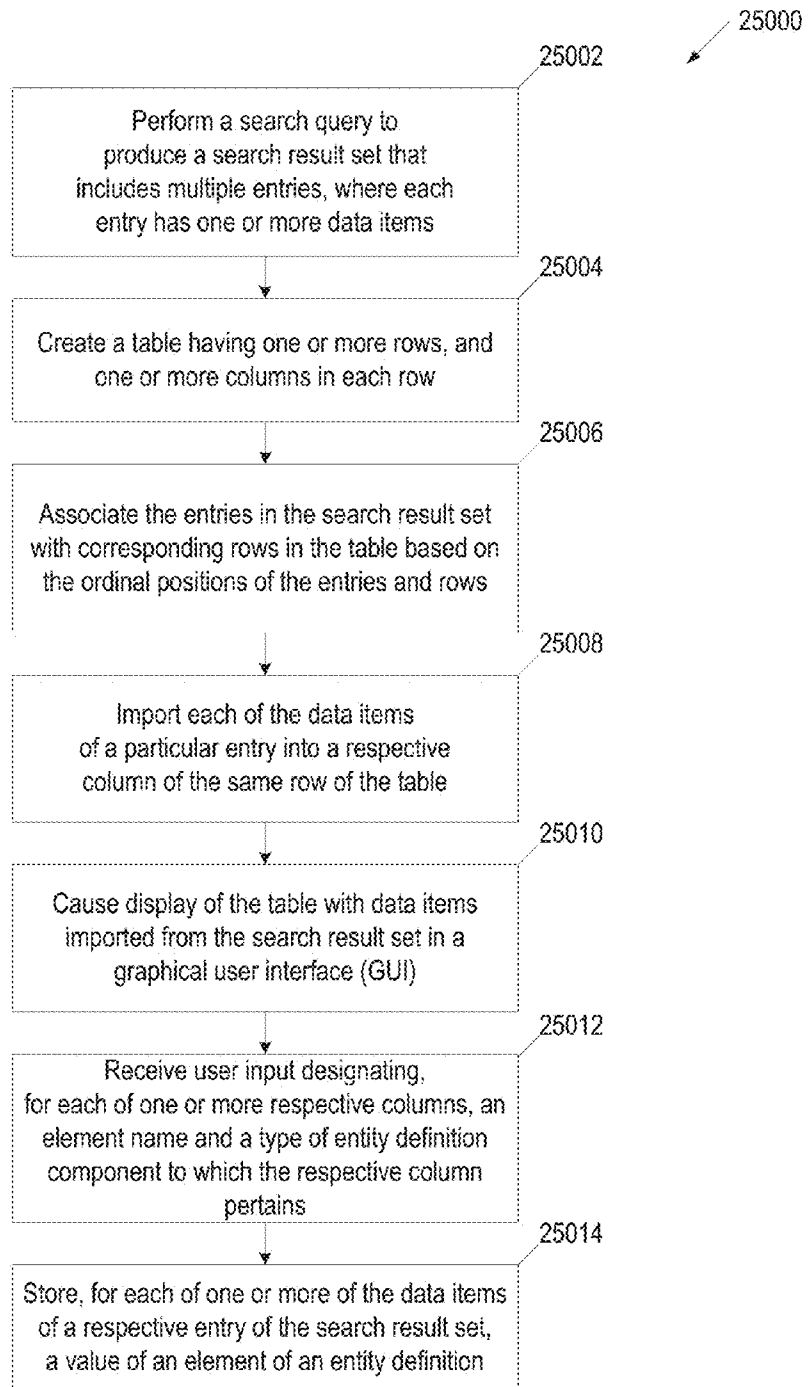 25000
25002
Perform a search query to
produce a search result set that
includes multiple entries, where each
entry has one or more data items
25004
Create a table having one or more rows, and
one or more columns in each row
25006
Associate the entries in the search result set
with corresponding rows in the table based on
the ordinal positions of the entries and rows
25008
Import each of the data items
of a particular entry into a respective
column of the same row of the table
25010
Cause display of the table with data items
imported from the search result set in a
graphical user interface (GUI)
25012
Receive user input designating,
for each of one or more respective columns, an
element name and a type of entity definition
component to which the respective column
pertains
25014
Store, for each of one or more of the data items
of a respective entry of the search result set,
a value of an element of an entity definition